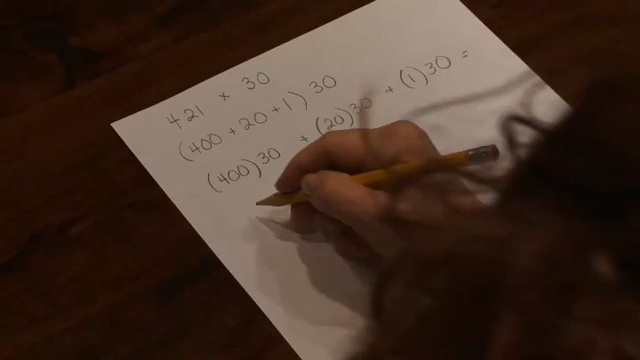 421 x 30
(400 + 20 + 1) 30
(400) 30 + (20) 30 + (1) 30 =